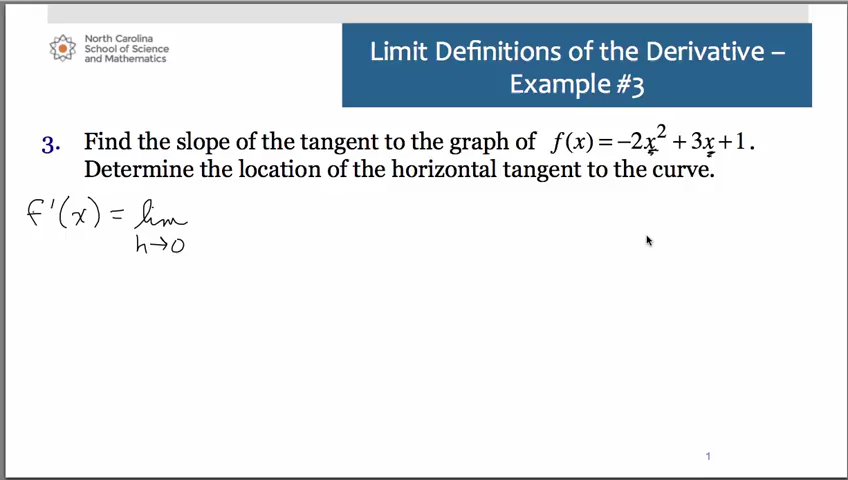 North Carolina
School of Science
and Mathematics
Limit Definitions of the Derivative –
Example #3
3. Find the slope of the tangent to the graph of f(x) = −2x² + 3x + 1.
Determine the location of the horizontal tangent to the curve.
f'(x) = lim
h→0
1